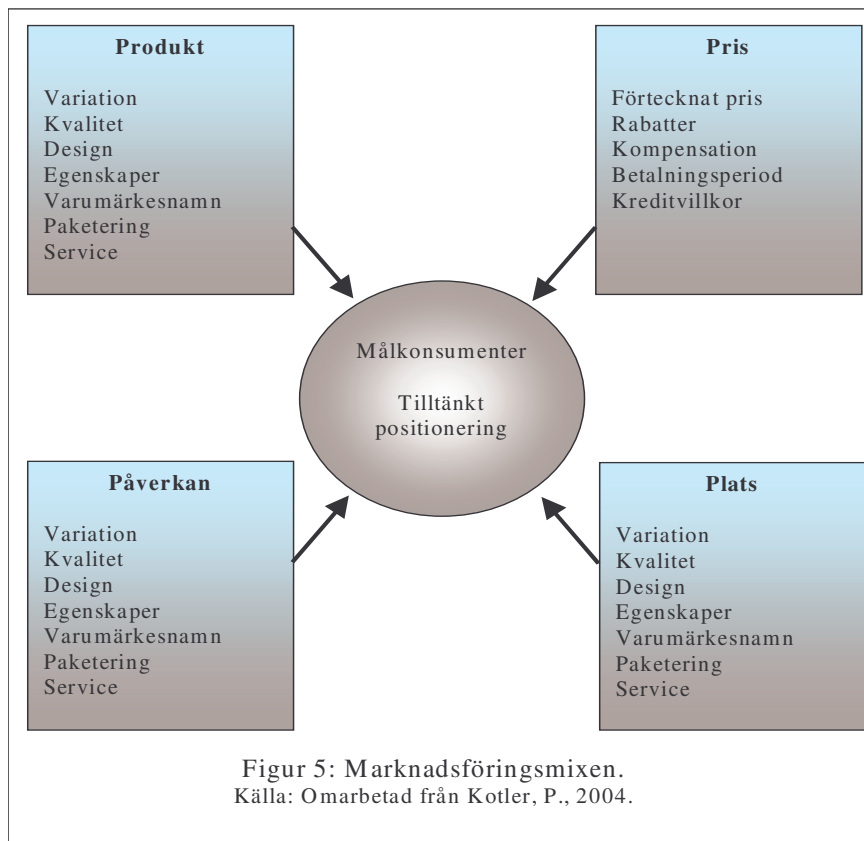 Produkt
Variation
Kvalitet
Design
Egenskaper
Varumärkesnamn
Paketering
Service
Pris
Förtecknat pris
Rabatter
Kompensation
Betalningsperiod
Kreditvillkor
Målkonsumenter
Tilltänkt
positionering
Påverkan
Variation
Kvalitet
Design
Egenskaper
Varumärkesnamn
Paketering
Service
Plats
Variation
Kvalitet
Design
Egenskaper
Varumärkesnamn
Paketering
Service
Figur 5: Marknadsföringsmixen.
Källa: Omarbetad från Kotler, P., 2004.